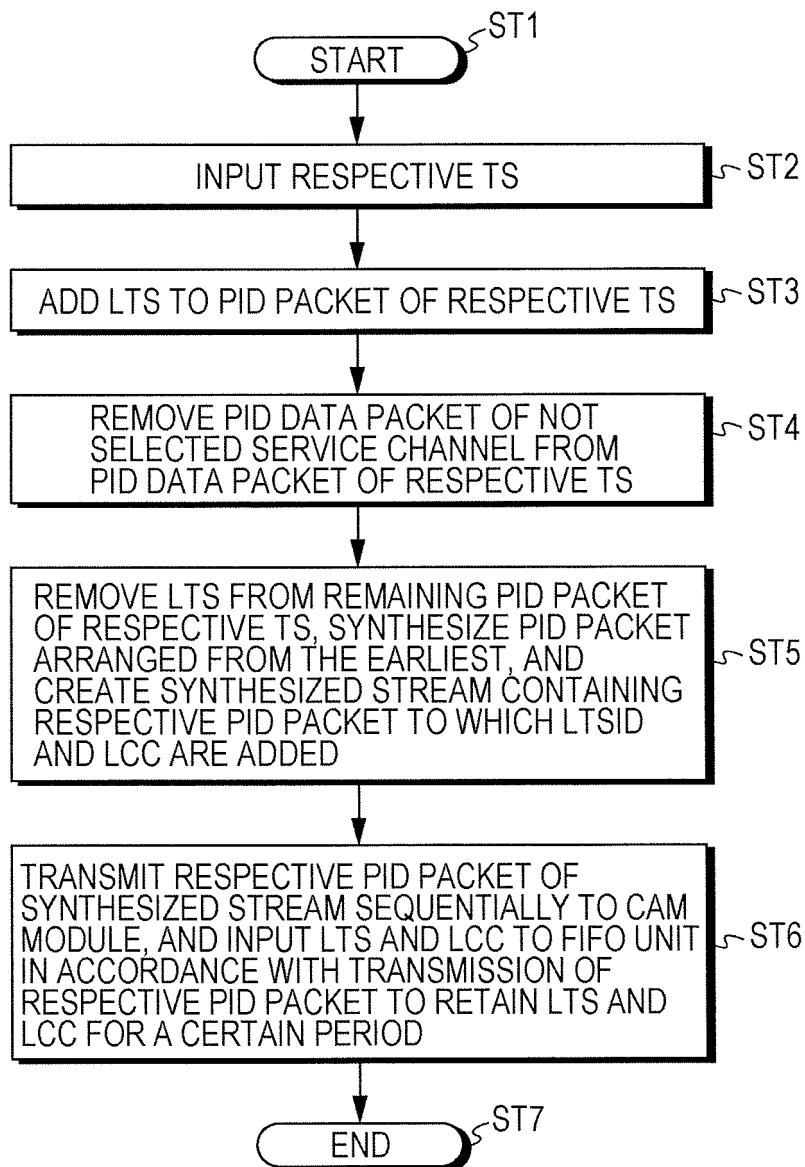 START
ST1
INPUT RESPECTIVE TS
ST2
ADD LTS TO PID PACKET OF RESPECTIVE TS
ST3
REMOVE PID DATA PACKET OF NOT
SELECTED SERVICE CHANNEL FROM
PID DATA PACKET OF RESPECTIVE TS
ST4
REMOVE LTS FROM REMAINING PID PACKET
OF RESPECTIVE TS, SYNTHESIZE PID PACKET
ARRANGED FROM THE EARLIEST, AND
CREATE SYNTHESIZED STREAM CONTAINING
RESPECTIVE PID PACKET TO WHICH LTSID
AND LCC ARE ADDED
ST5
TRANSMIT RESPECTIVE PID PACKET OF
SYNTHESIZED STREAM SEQUENTIALLY TO CAM
MODULE, AND INPUT LTS AND LCC TO FIFO UNIT
IN ACCORDANCE WITH TRANSMISSION OF
RESPECTIVE PID PACKET TO RETAIN LTS AND
LCC FOR A CERTAIN PERIOD
ST6
END
ST7